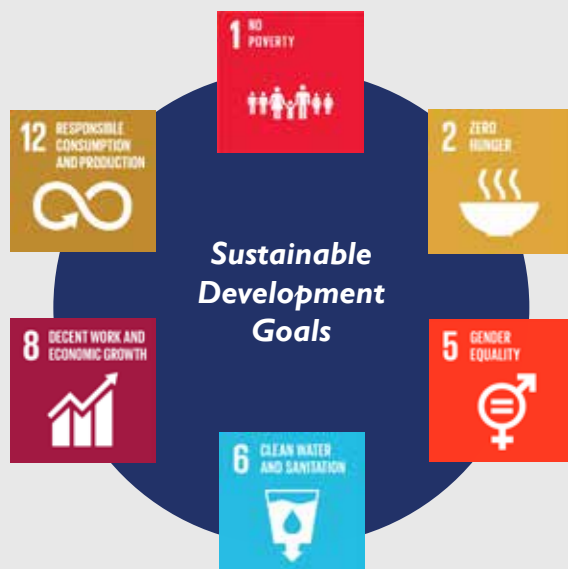 1 NO
POVERTY
2 ZERO
HUNGER
5 GENDER
EQUALITY
6 CLEAN WATER
AND SANITATION
8 DECENT WORK AND
ECONOMIC GROWTH
12 RESPONSIBLE
CONSUMPTION
AND PRODUCTION
Sustainable
Development
Goals